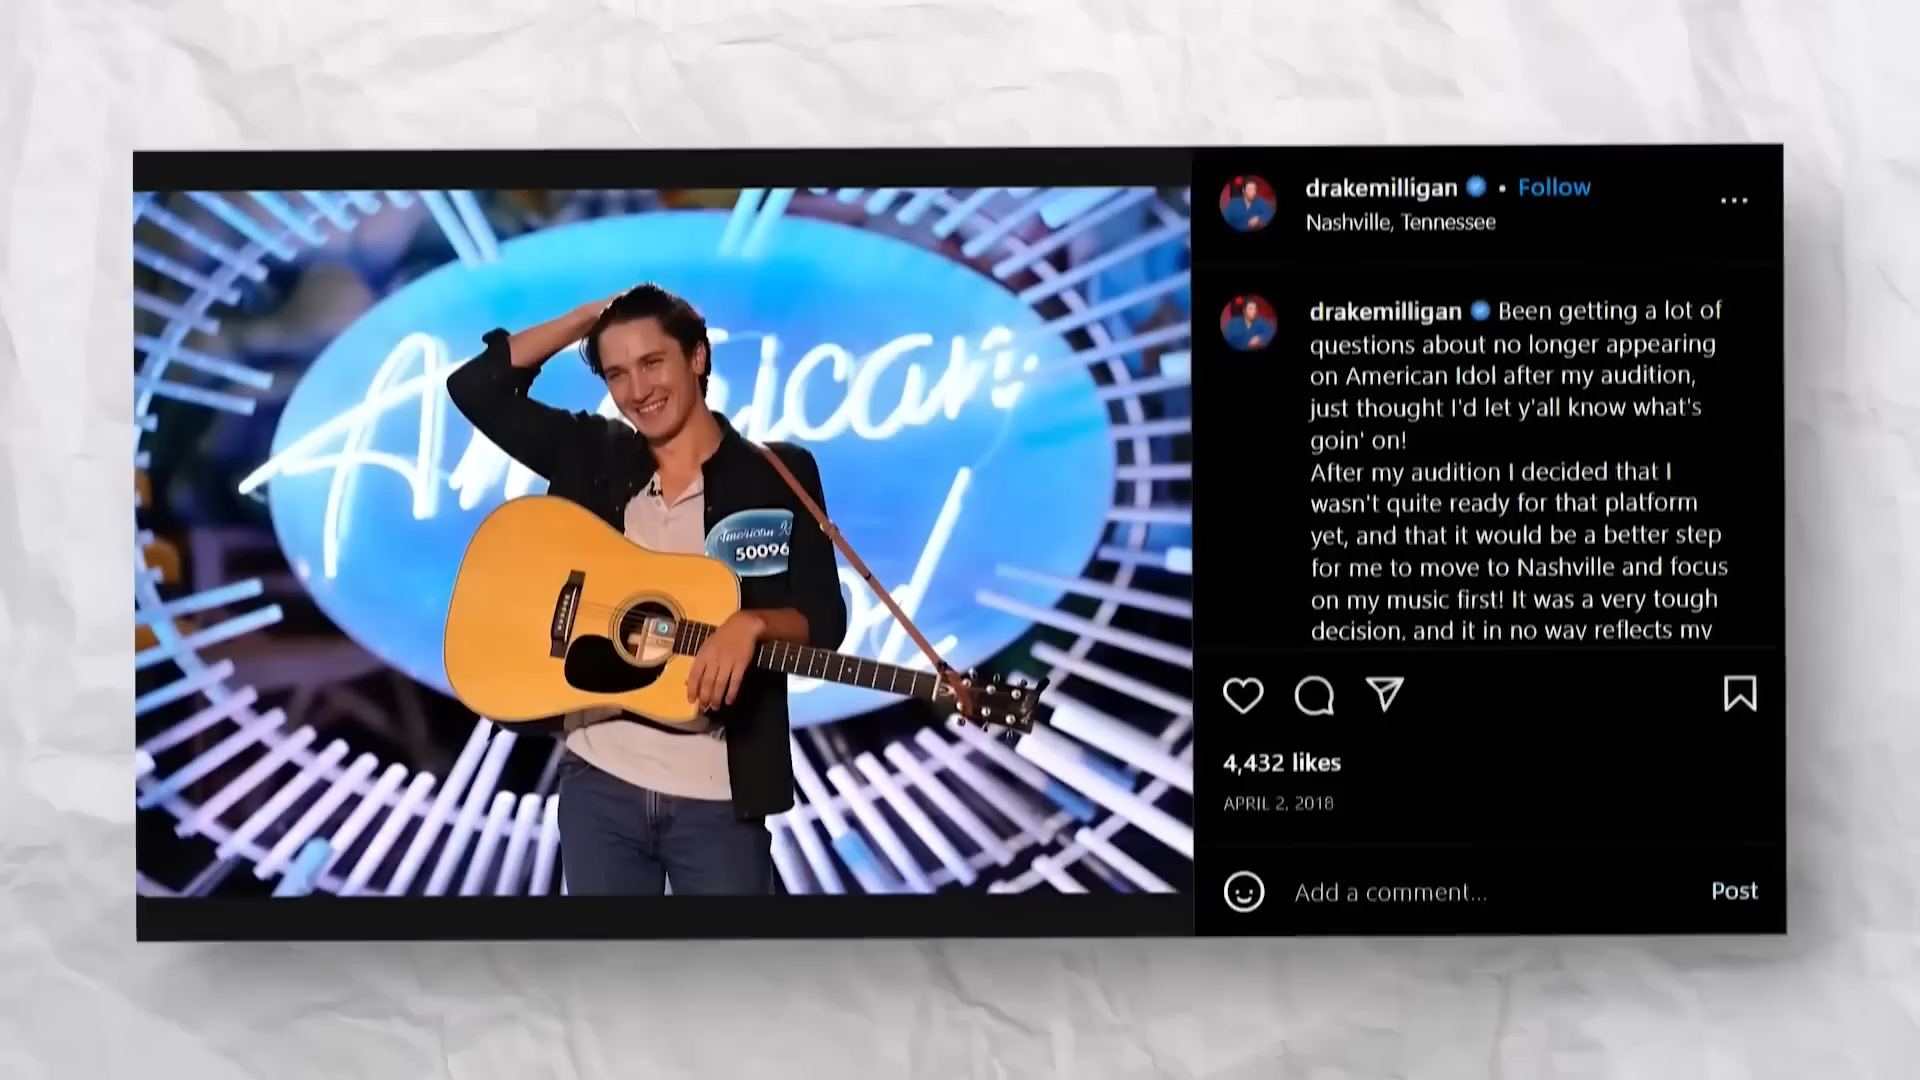 American
Idol
American
50096
drakemilligan • Follow
Nashville, Tennessee
drakemilligan Been getting a lot of
questions about no longer appearing
on American Idol after my audition,
just thought I'd let y'all know what's
goin' on!
After my audition I decided that I
wasn't quite ready for that platform
yet, and that it would be a better step
for me to move to Nashville and focus
on my music first! It was a very tough
decision, and it in no way reflects my
4,432 likes
APRIL 2, 2018
Add a comment...
Post